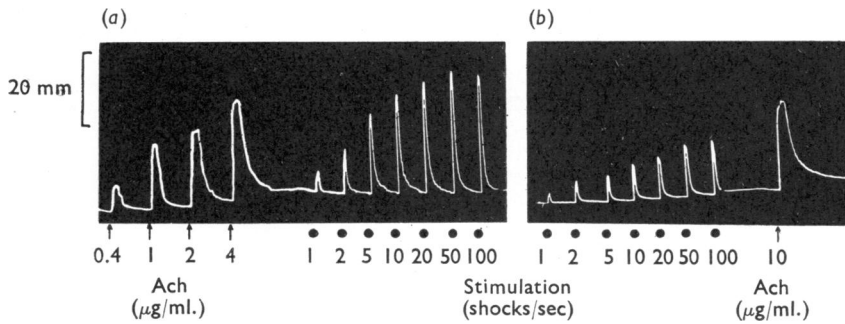 (a) (b)
20 mm
0.4 1 2 4 1 2 5 10 20 50 100 1 2 5 10 20 50 100 10
Ach Stimulation Ach
(μg/ml.) (shocks/sec) (μg/ml.)